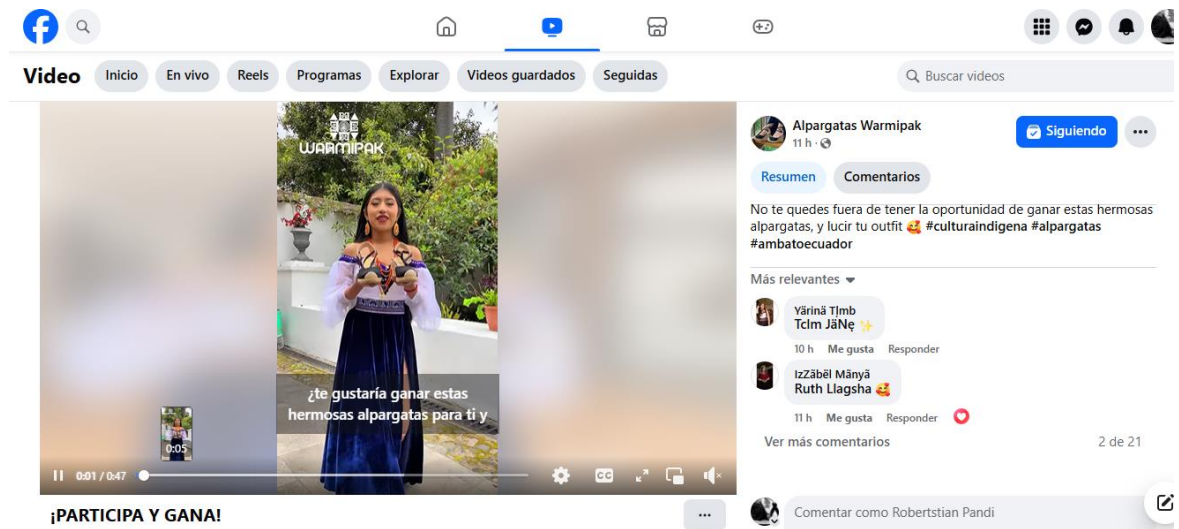 Video
Inicio
En vivo
Reels
Programas
Explorar
Videos guardados
Seguidas
Buscar videos
WARMIPAK
¿te gustaría ganar estas
hermosas alpargatas para ti y
0:05
0:01 / 0:47
CC
¡PARTICIPA Y GANA!
Alpargatas Warmipak
11 h ·
Siguiendo
Resumen
Comentarios
No te quedes fuera de tener la oportunidad de ganar estas hermosas
alpargatas, y lucir tu outfit 🥰 #culturaindigena #alpargatas
#ambatoecuador
Más relevantes
Yärinä Tļmb
Tclm JäNę ✨
10 h Me gusta Responder
IzZãbêl Mãnyã
Ruth Llagsha 🥰
11 h Me gusta Responder
Ver más comentarios
2 de 21
Comentar como Robertstian Pandi